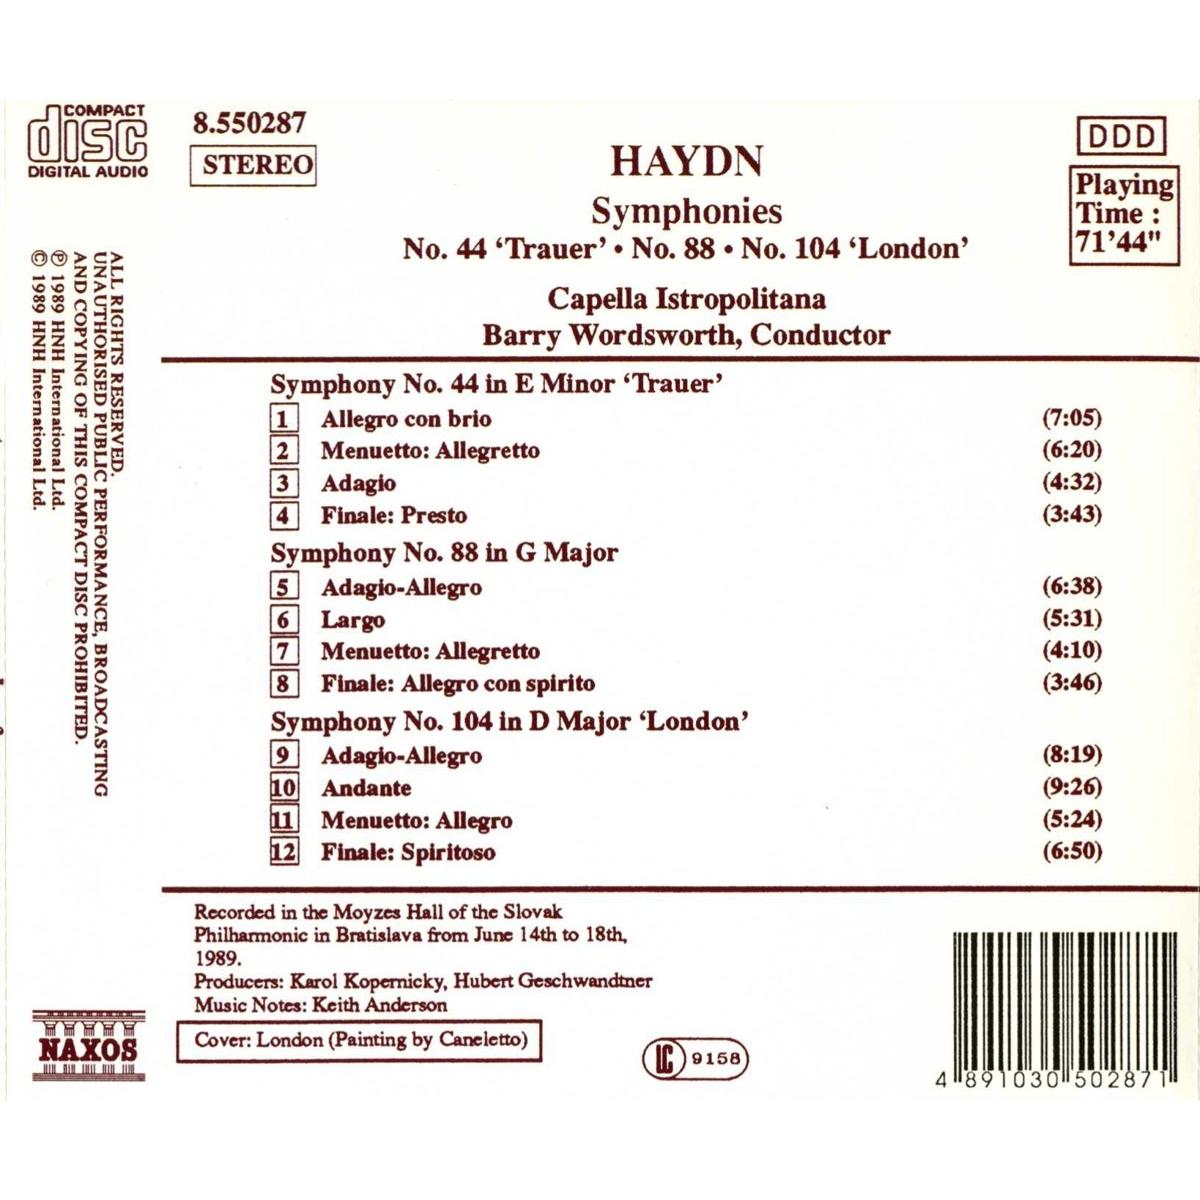 COMPACT
disc
DIGITAL AUDIO
8.550287
STEREO
HAYDN
Symphonies
No. 44 ‘Trauer’ • No. 88 • No. 104 ‘London’
Capella Istropolitana
Barry Wordsworth, Conductor
DDD
Playing
Time :
71’44"
ALL RIGHTS RESERVED.
UNAUTHORISED PUBLIC PERFORMANCE, BROADCASTING
AND COPYING OF THIS COMPACT DISC PROHIBITED.
℗ 1989 HNH International Ltd.
© 1989 HNH International Ltd.
Symphony No. 44 in E Minor ‘Trauer’
1 Allegro con brio (7:05)
2 Menuetto: Allegretto (6:20)
3 Adagio (4:32)
4 Finale: Presto (3:43)
Symphony No. 88 in G Major
5 Adagio-Allegro (6:38)
6 Largo (5:31)
7 Menuetto: Allegretto (4:10)
8 Finale: Allegro con spirito (3:46)
Symphony No. 104 in D Major ‘London’
9 Adagio-Allegro (8:19)
10 Andante (9:26)
11 Menuetto: Allegro (5:24)
12 Finale: Spiritoso (6:50)
Recorded in the Moyzes Hall of the Slovak
Philharmonic in Bratislava from June 14th to 18th,
1989.
Producers: Karol Kopernicky, Hubert Geschwandtner
Music Notes: Keith Anderson
Cover: London (Painting by Caneletto)
NAXOS
LC 9158
4 891030 502871